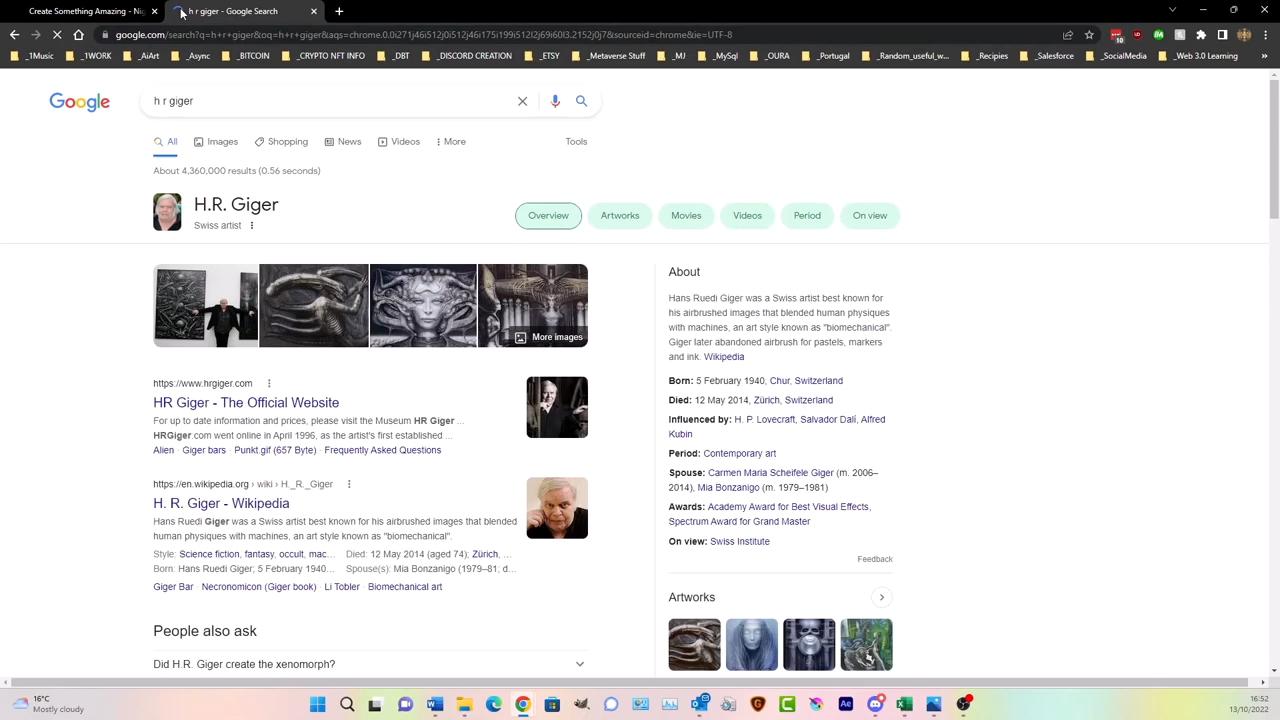 Creating Something Amazing - Nig
h r giger - Google Search
google.com/search?q=h+r+giger&oq=h+r+giger&aqs=chrome.0.0i271j46i512j0i512j46i175i199i512l2j69i60l3.2152j0j7&sourceid=chrome&ie=UTF-8
_1Music _1WORK _AiArt _Async _BITCOIN _CRYPTO NFT INFO _DBT _DISCORD CREATION _ETSY _MJ _MySql _OURA _Portugal _Random_useful_w... _Recipes _Salesforce _SocialMedia _Web 3.0 Learning
Google
h r giger
All Images Shopping News Videos More Tools
About 4,360,000 results (0.56 seconds)
H.R. Giger
Swiss artist
Overview Artworks Movies Videos Period On view
More images
https://www.hrgiger.com
HR Giger - The Official Website
For up to date information and prices, please visit the Museum HR Giger ...
HRGiger.com went online in April 1996, as the artist's first established ...
Alien · Giger bars · Punkt.gif (657 Byte) · Frequently Asked Questions
https://en.wikipedia.org › wiki › H._R._Giger
H. R. Giger - Wikipedia
Hans Ruedi Giger was a Swiss artist best known for his airbrushed images that blended
human physiques with machines, an art style known as "biomechanical".
Style: Science fiction, fantasy, occult, mac... Died: 12 May 2014 (aged 74); Zürich, ...
Born: Hans Ruedi Giger; 5 February 1940... Spouse(s): Mia Bonzanigo (1979–81; d...
Giger Bar · Necronomicon (Giger book) · Li Tobler · Biomechanical art
People also ask
Did H.R. Giger create the xenomorph?
About
Hans Ruedi Giger was a Swiss artist best known for
his airbrushed images that blended human physiques
with machines, an art style known as "biomechanical".
Giger later abandoned airbrush for pastels, markers
and ink. Wikipedia
Born: 5 February 1940, Chur, Switzerland
Died: 12 May 2014, Zürich, Switzerland
Influenced by: H. P. Lovecraft, Salvador Dalí, Alfred
Kubin
Period: Contemporary art
Spouse: Carmen Maria Scheifele Giger (m. 2006–
2014), Mia Bonzanigo (m. 1979–1981)
Awards: Academy Award for Best Visual Effects,
Spectrum Award for Grand Master
On view: Swiss Institute
Feedback
Artworks
16°C
Mostly cloudy
16:52
13/10/2022